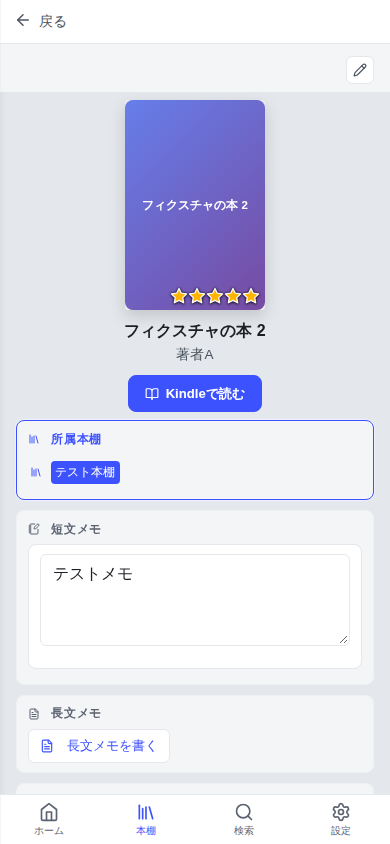 戻る
フィクスチャの本 2
フィクスチャの本 2
著者A
Kindleで読む
所属本棚
テスト本棚
短文メモ
テストメモ
長文メモ
長文メモを書く
ホーム
本棚
検索
設定